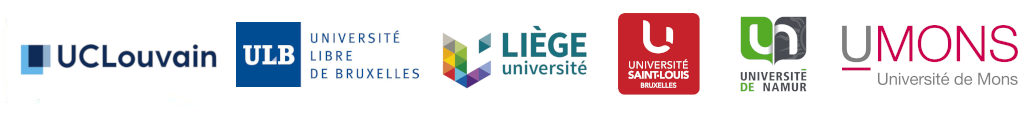 UCLouvain
ULB
UNIVERSITÉ
LIBRE
DE BRUXELLES
LIÈGE
université
UNIVERSITÉ
SAINT-LOUIS
BRUXELLES
UNIVERSITÉ
DE NAMUR
UMONS
Université de Mons